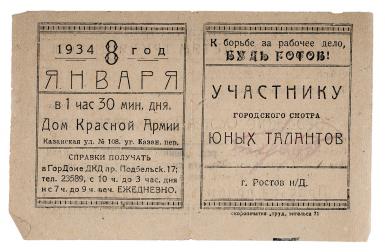 1934 8 год
ЯНВАРЯ
в 1 час 30 мин. дня.
Дом Красной Армии
Казанская ул. № 108. уг. Казан. пер.
СПРАВКИ ПОЛУЧАТЬ
в ГорДоке ДКД пр. Подбельск. 17;
тел. 23589, с 10 ч. до 3 час. дня
и с 7 ч. до 9 ч. веч. ЕЖЕДНЕВНО.
К борьбе за рабочее дело,
БУДЬ ГОТОВ!
УЧАСТНИКУ
ГОРОДСКОГО СМОТРА
ЮНЫХ ТАЛАНТОВ
г. Ростов н/Д.
скоропечатня